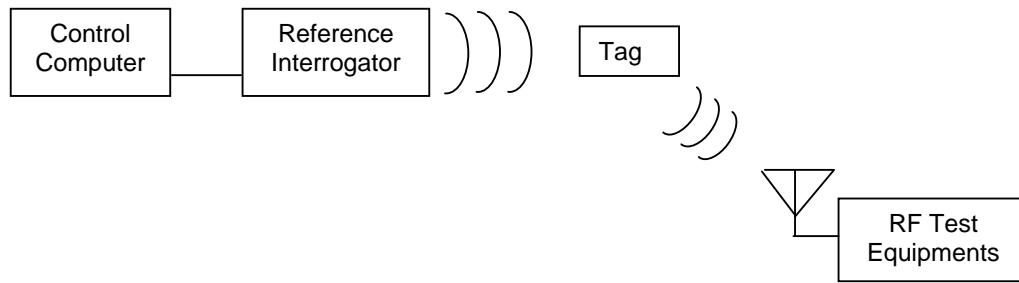 Control
Computer
Reference
Interrogator
Tag
RF Test
Equipments